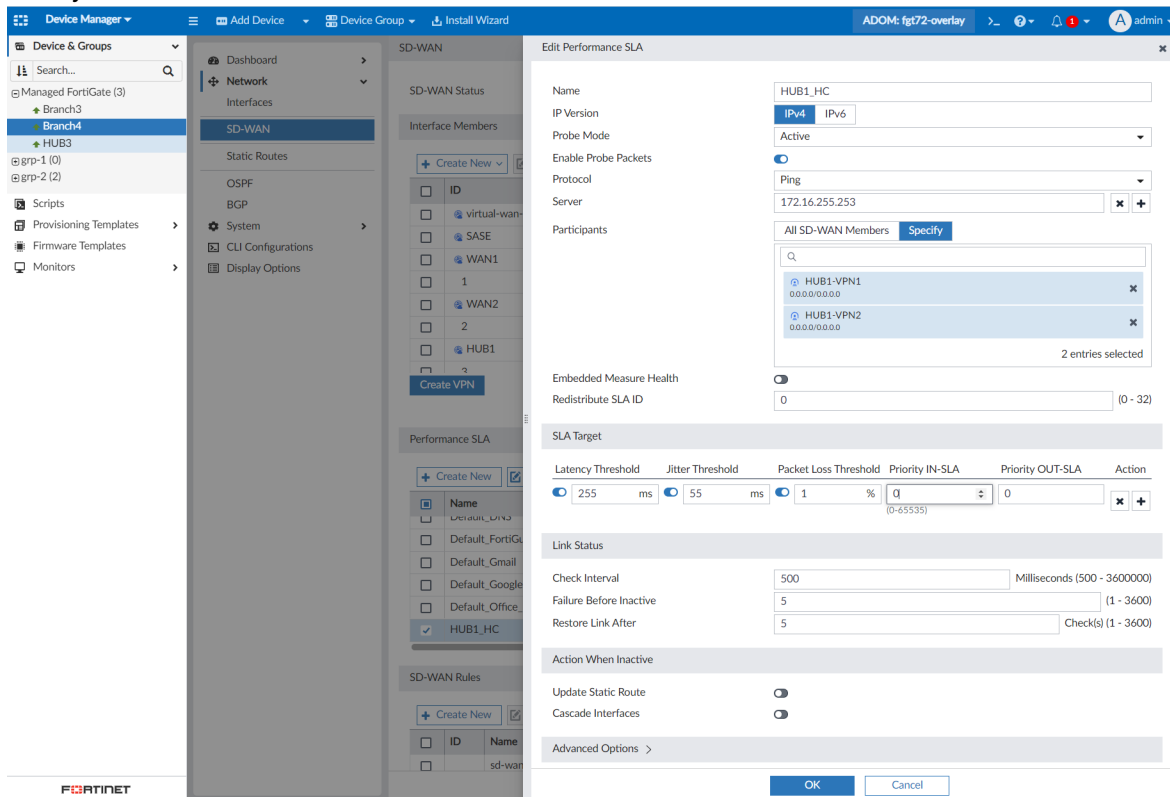 Device Manager
Add Device
Device Group
Install Wizard
ADOM: fgt72-overlay
1
A admin
Device & Groups
Search...
Managed FortiGate (3)
Branch3
Branch4
HUB3
grp-1 (0)
grp-2 (2)
Scripts
Provisioning Templates
Firmware Templates
Monitors
FORTINET
Dashboard
Network
Interfaces
SD-WAN
Static Routes
OSPF
BGP
System
CLI Configurations
Display Options
SD-WAN
SD-WAN Status
Interface Members
Create New
ID
virtual-wan-
SASE
WAN1
1
WAN2
2
HUB1
3
Create VPN
Performance SLA
Create New
Name
Default_DNS
Default_FortiGu
Default_Gmail
Default_Google
Default_Office_
HUB1_HC
SD-WAN Rules
Create New
ID Name
sd-wan
Edit Performance SLA
Name HUB1_HC
IP Version IPv4 IPv6
Probe Mode Active
Enable Probe Packets
Protocol Ping
Server 172.16.255.253
Participants All SD-WAN Members Specify
HUB1-VPN1
0.0.0.0/0.0.0.0
HUB1-VPN2
0.0.0.0/0.0.0.0
2 entries selected
Embedded Measure Health
Redistribute SLA ID 0 (0 - 32)
SLA Target
Latency Threshold Jitter Threshold Packet Loss Threshold Priority IN-SLA Priority OUT-SLA Action
255 ms 55 ms 1 % 0 0
(0-65535)
Link Status
Check Interval 500 Milliseconds (500 - 3600000)
Failure Before Inactive 5 (1 - 3600)
Restore Link After 5 Check(s) (1 - 3600)
Action When Inactive
Update Static Route
Cascade Interfaces
Advanced Options >
OK Cancel